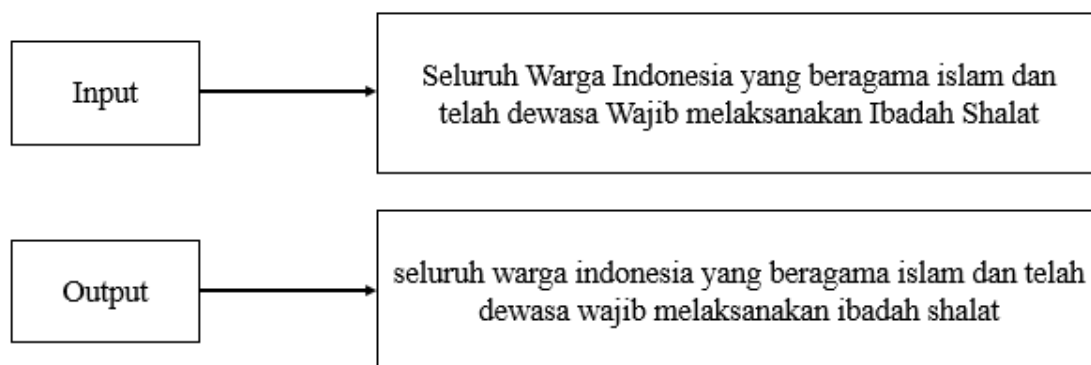 Input
Seluruh Warga Indonesia yang beragama islam dan
telah dewasa Wajib melaksanakan Ibadah Shalat
Output
seluruh warga indonesia yang beragama islam dan telah
dewasa wajib melaksanakan ibadah shalat